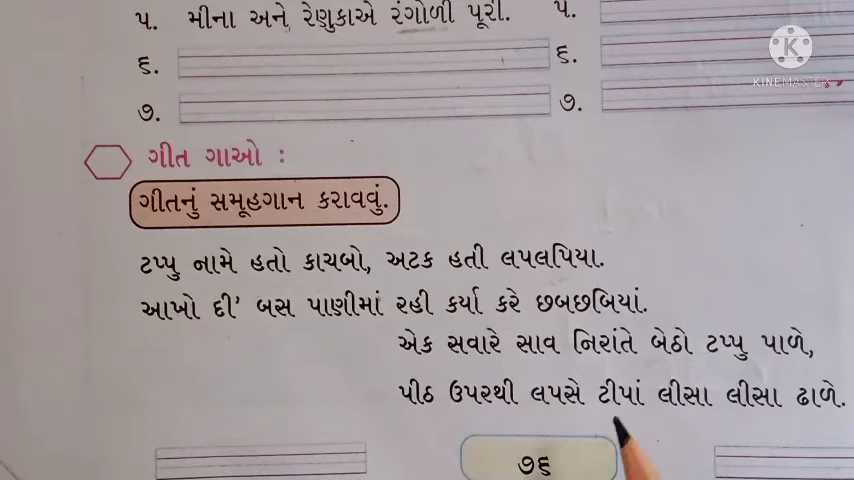 ૫. મીના અને રેણુકાએ રંગોળી પૂરી. ૫.
૬. ૬.
૭. ૭.
KINEMASTER
ગીત ગાઓ :
ગીતનું સમૂહગાન કરાવવું.
ટપ્પુ નામે હતો કાચબો, અટક હતી લપલપિયા.
આખો દી' બસ પાણીમાં રહી કર્યા કરે છબછબિયાં.
એક સવારે સાવ નિરાંતે બેઠો ટપ્પુ પાળે,
પીઠ ઉપરથી લપસે ટીપાં લીસા લીસા ઢાળે.
૭૬